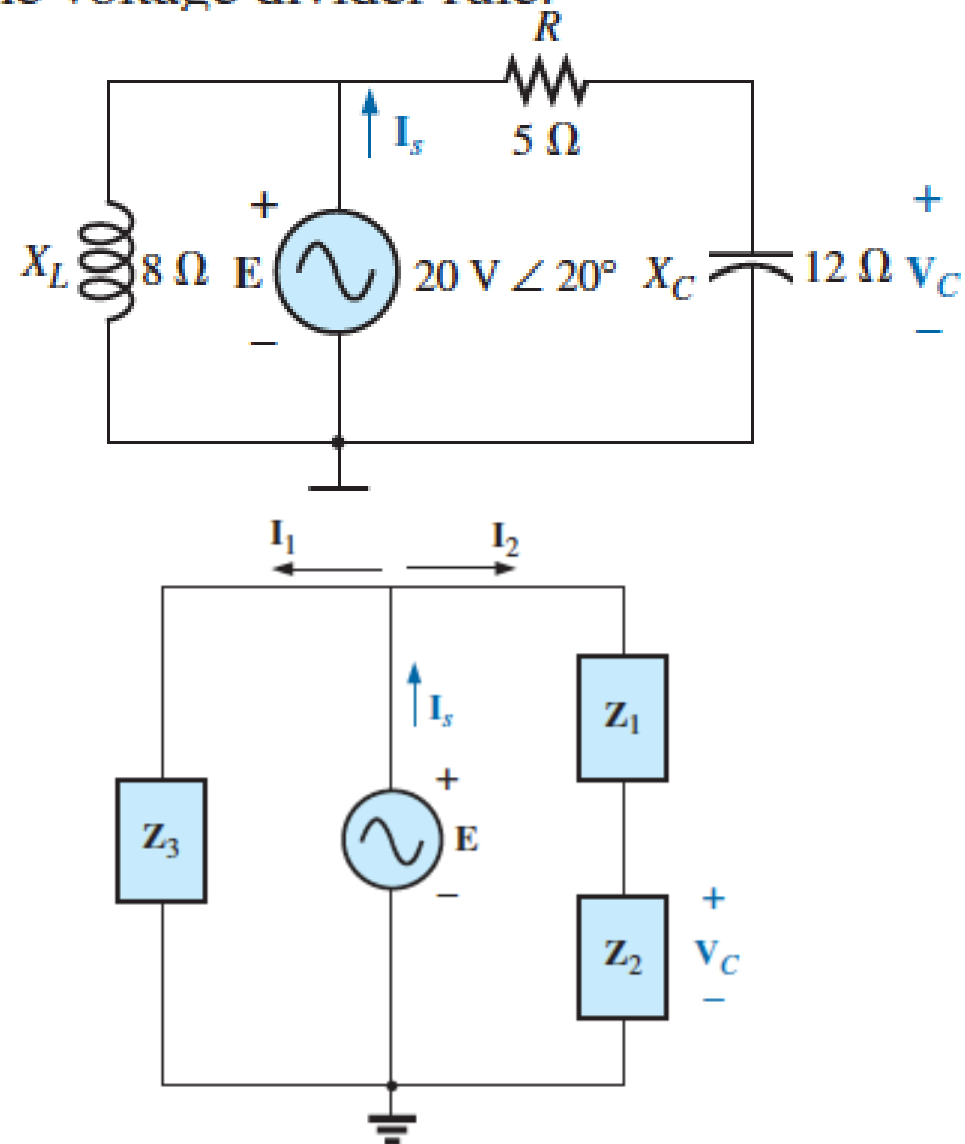 R
I_s
5 Ω
+
+
X_L 8 Ω E 20 V ∠ 20° X_C 12 Ω V_C
−
−
I_1 I_2
I_s
Z_1
+
Z_3 E
−
+
Z_2 V_C
−